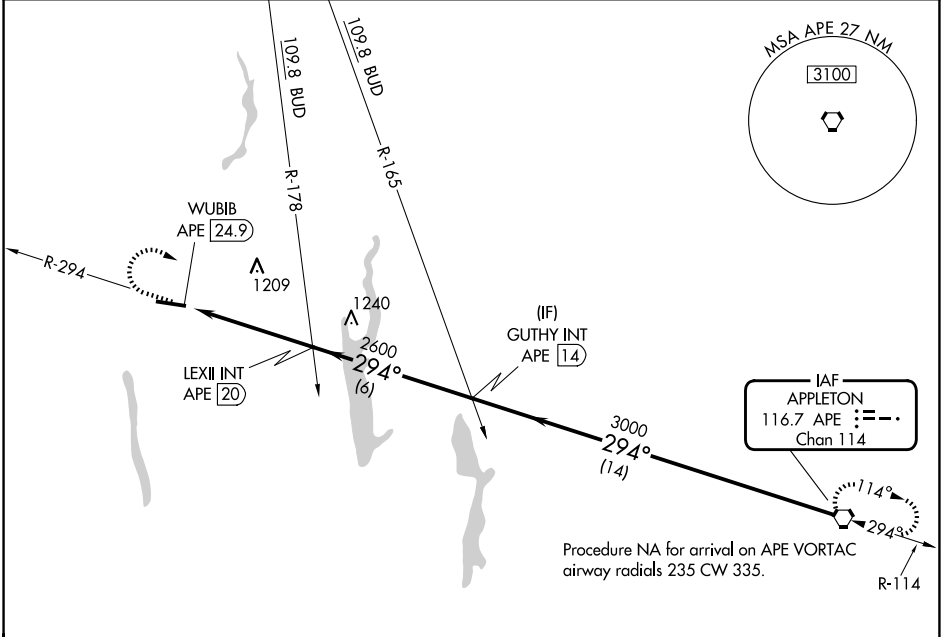 109.8 BUD
R-178
109.8 BUD
R-165
MSA APE 27 NM
3100
WUBIB
APE 24.9
R-294
1209
1240
LEXII INT
APE 20
2600
294°
(6)
(IF)
GUTHY INT
APE 14
3000
294°
(14)
IAF
APPLETON
116.7 APE
Chan 114
114°
294°
R-114
Procedure NA for arrival on APE VORTAC
airway radials 235 CW 335.